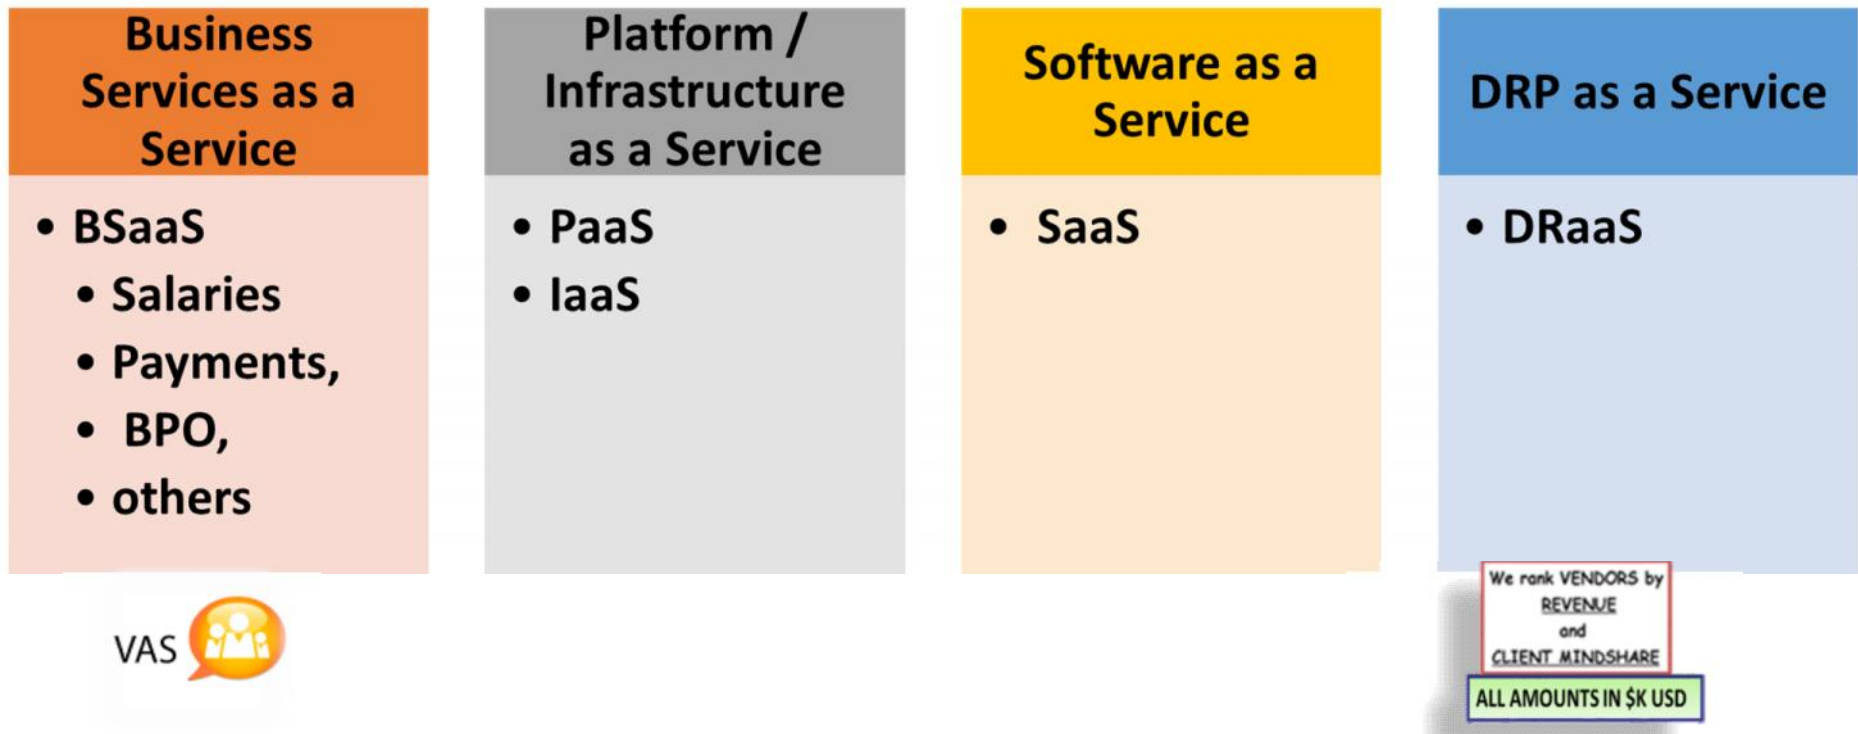 Business
Services as a
Service
• BSaaS
• Salaries
• Payments,
• BPO,
• others
Platform /
Infrastructure
as a Service
• PaaS
• IaaS
Software as a
Service
• SaaS
DRP as a Service
• DRaaS
VAS
We rank VENDORS by
REVENUE
and
CLIENT MINDSHARE
ALL AMOUNTS IN $K USD